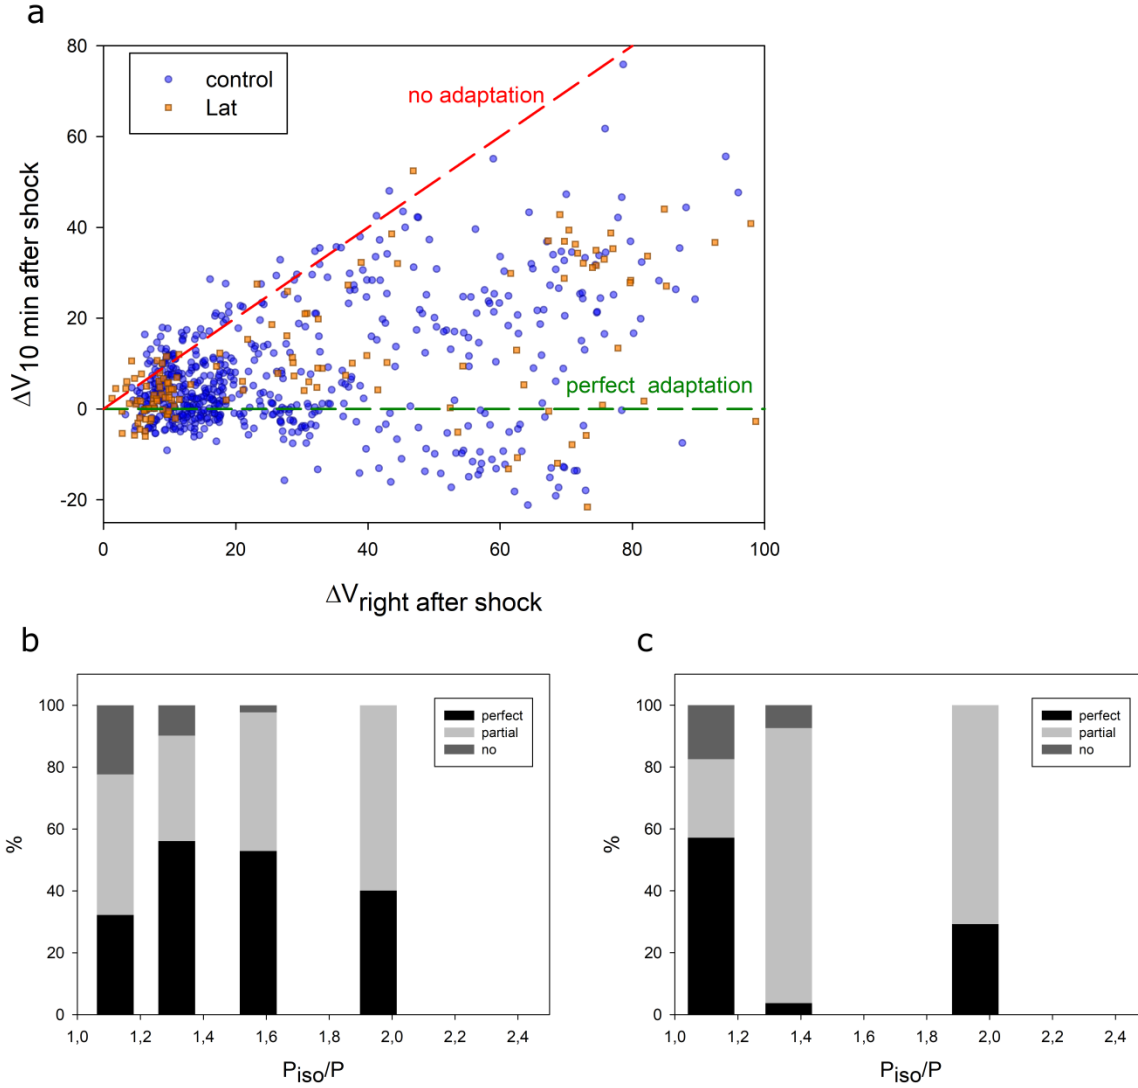 a
80
60
40
20
0
-20
control
Lat
no adaptation
perfect adaptation
ΔV10 min after shock
0 20 40 60 80 100
ΔVright after shock
b
100
80
60
40
20
0
%
perfect
partial
no
1,0 1,2 1,4 1,6 1,8 2,0 2,2 2,4
Piso/P
c
100
80
60
40
20
0
%
perfect
partial
no
1,0 1,2 1,4 1,6 1,8 2,0 2,2 2,4
Piso/P